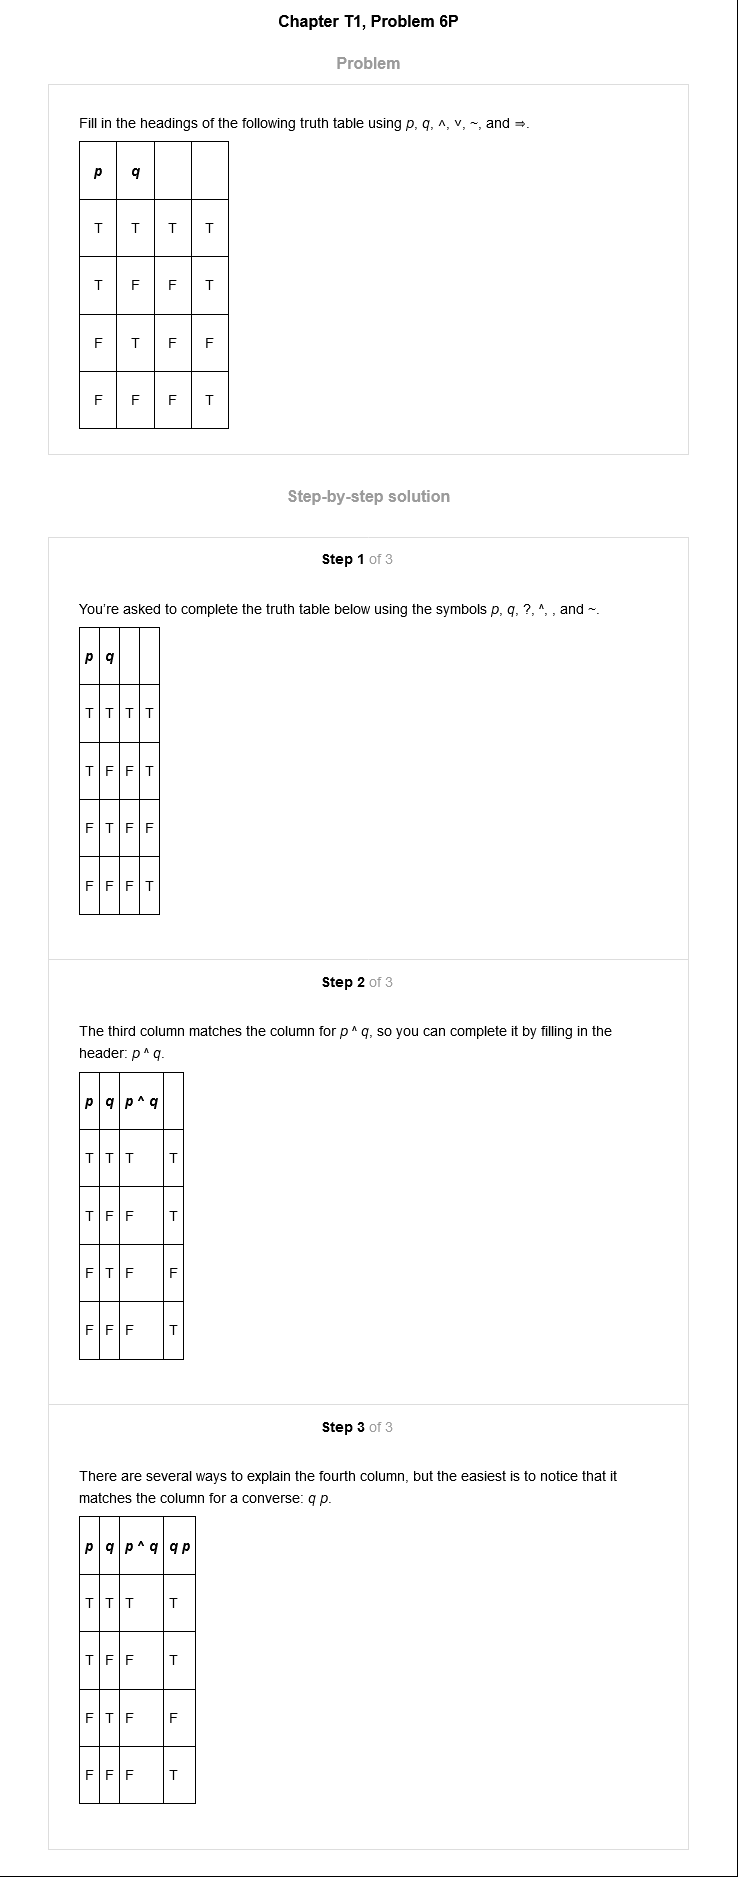 Chapter T1, Problem 6P
Problem
Fill in the headings of the following truth table using p, q, ˄, ˅, ~, and ⇒.
p q
T T T T
T F F T
F T F F
F F F T
Step-by-step solution
Step 1 of 3
You're asked to complete the truth table below using the symbols p, q, ?, ^, , and ~.
p q
T T T T
T F F T
F T F F
F F F T
Step 2 of 3
The third column matches the column for p ^ q, so you can complete it by filling in the
header: p ^ q.
p q p ^ q
T T T T
T F F T
F T F F
F F F T
Step 3 of 3
There are several ways to explain the fourth column, but the easiest is to notice that it
matches the column for a converse: q p.
p q p ^ q q p
T T T T
T F F T
F T F F
F F F T